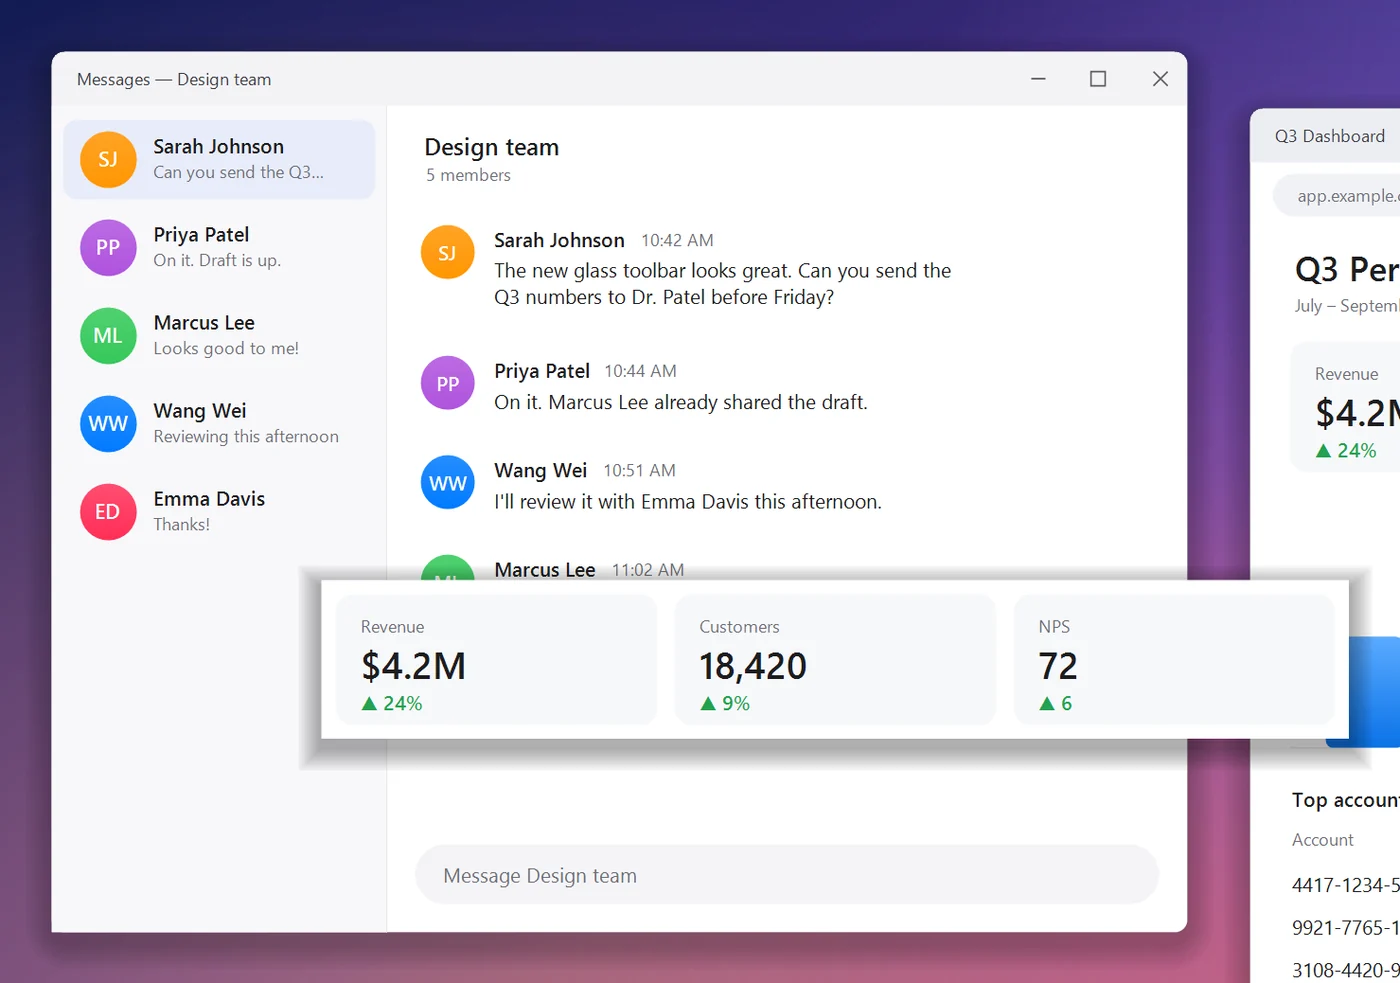 Messages — Design team
SJ
Sarah Johnson
Can you send the Q3...
PP
Priya Patel
On it. Draft is up.
ML
Marcus Lee
Looks good to me!
WW
Wang Wei
Reviewing this afternoon
ED
Emma Davis
Thanks!
Design team
5 members
SJ
Sarah Johnson 10:42 AM
The new glass toolbar looks great. Can you send the
Q3 numbers to Dr. Patel before Friday?
PP
Priya Patel 10:44 AM
On it. Marcus Lee already shared the draft.
WW
Wang Wei 10:51 AM
I'll review it with Emma Davis this afternoon.
Marcus Lee 11:02 AM
Revenue
$4.2M
▲ 24%
Customers
18,420
▲ 9%
NPS
72
▲ 6
Message Design team
Q3 Dashboard
app.example.
Q3
July –
Revenue
$4.2M
▲ 24%
Top
Account
4417-1234-5
9921-7765-1
3108-4420-9